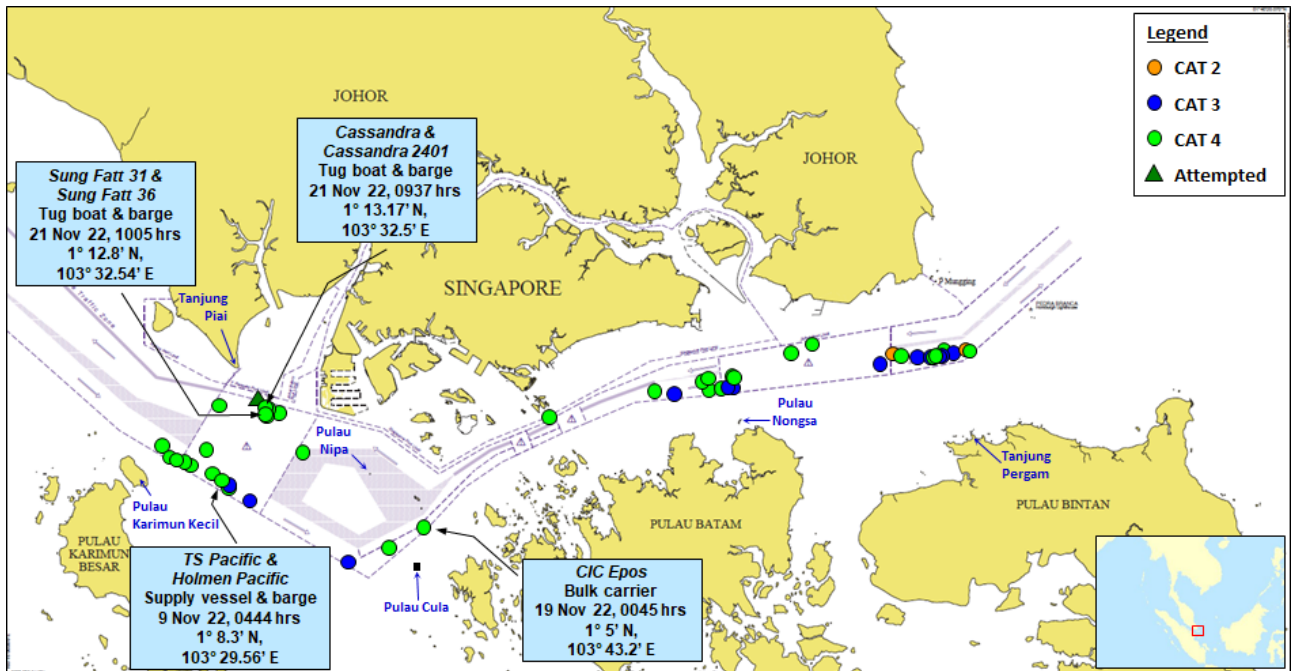 Legend
CAT 2
CAT 3
CAT 4
Attempted
JOHOR
JOHOR
Cassandra &
Cassandra 2401
Tug boat & barge
21 Nov 22, 0937 hrs
1° 13.17' N,
103° 32.5' E
Sung Fatt 31 &
Sung Fatt 36
Tug boat & barge
21 Nov 22, 1005 hrs
1° 12.8' N,
103° 32.54' E
SINGAPORE
Tanjung
Piai
Traffic Zone
Pulau
Nipa
Pulau
Nongsa
Tanjung
Pergam
PULAU BINTAN
PULAU BATAM
Pulau
Karimun Kecil
PULAU
KARIMUN
BESAR
TS Pacific &
Holmen Pacific
Supply vessel & barge
9 Nov 22, 0444 hrs
1° 8.3' N,
103° 29.56' E
Pulau Cula
CIC Epos
Bulk carrier
19 Nov 22, 0045 hrs
1° 5' N,
103° 43.2' E